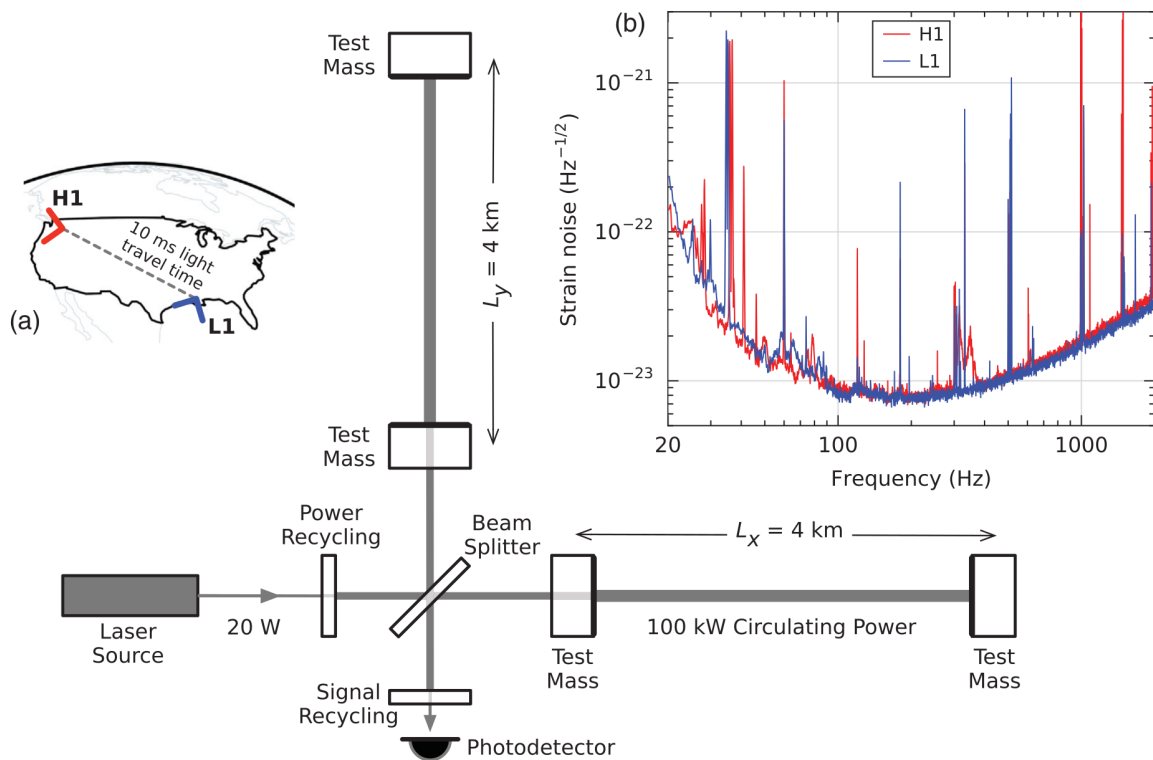 (a)
H1
10 ms light
travel time
L1
Test
Mass
L_y = 4 km
Test
Mass
Power
Recycling
Beam
Splitter
Laser
Source
20 W
L_x = 4 km
100 kW Circulating Power
Test
Mass
Test
Mass
Signal
Recycling
Photodetector
(b)
H1
L1
Strain noise (Hz^{-1/2})
10^{-21}
10^{-22}
10^{-23}
20
100
1000
Frequency (Hz)